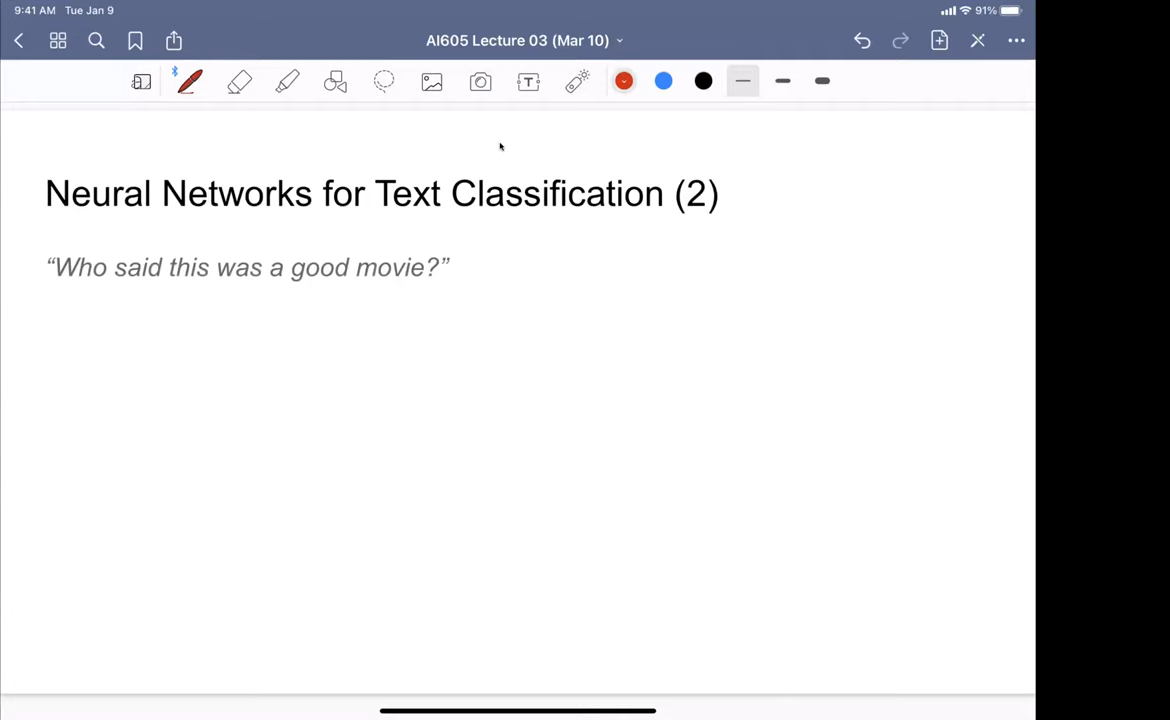 9:41 AM Tue Jan 9
91%
AI605 Lecture 03 (Mar 10)
T
Neural Networks for Text Classification (2)
“Who said this was a good movie?”